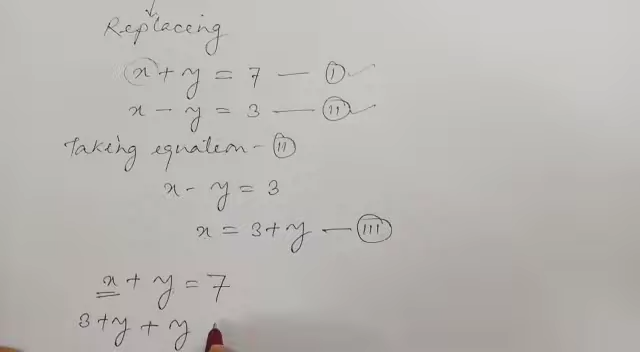 Replacing
x + y = 7 — (I)
x - y = 3 — (II)
Taking equation - (II)
x - y = 3
x = 3 + y — (III)
x + y = 7
3 + y + y